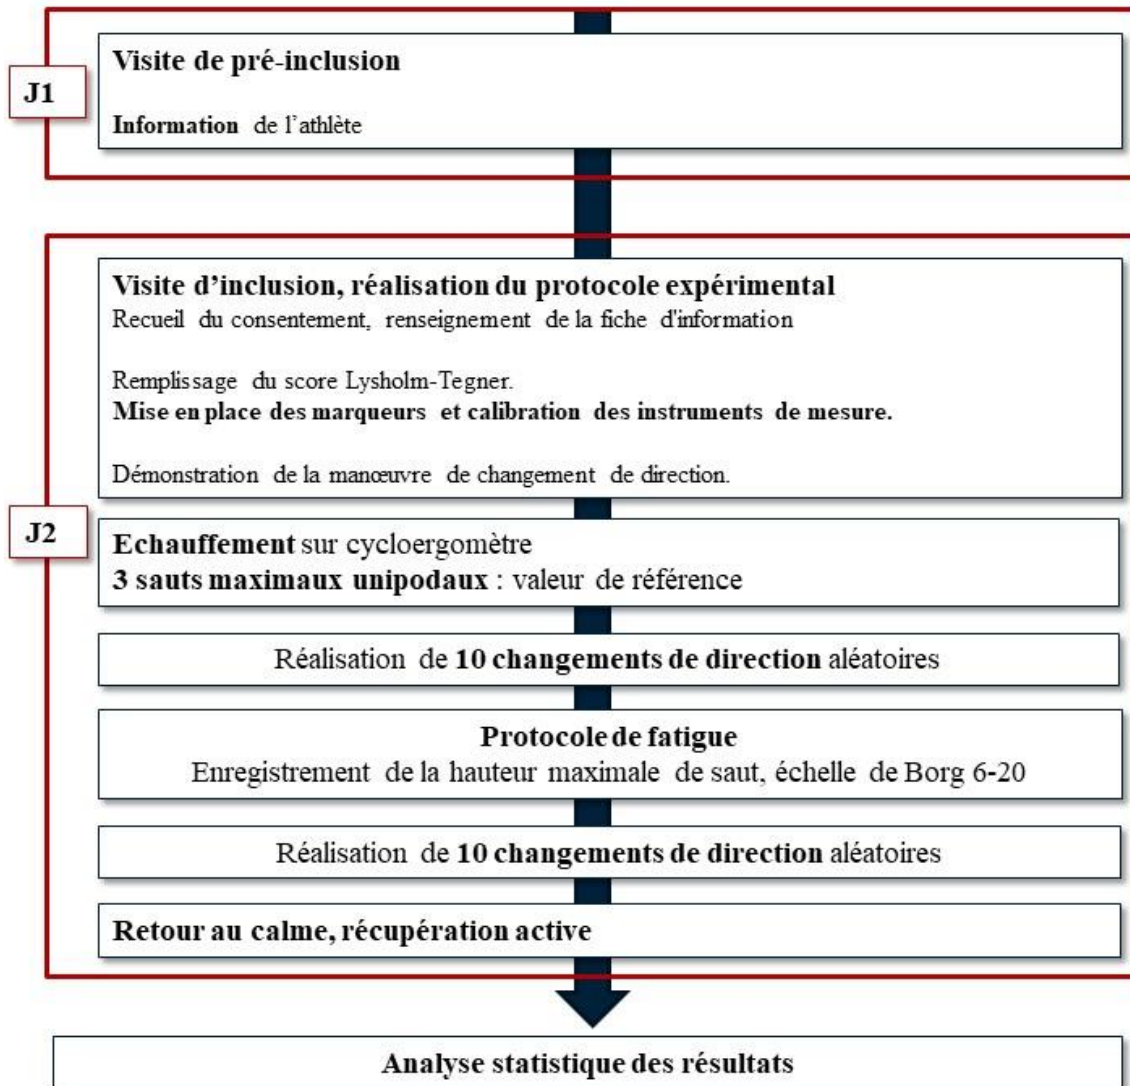 J1
Visite de pré-inclusion
Information de l'athlète
J2
Visite d'inclusion, réalisation du protocole expérimental
Recueil du consentement, renseignement de la fiche d'information
Remplissage du score Lysholm-Tegner.
Mise en place des marqueurs et calibration des instruments de mesure.
Démonstration de la manœuvre de changement de direction.
Echauffement sur cycloergomètre
3 sauts maximaux unipodaux : valeur de référence
Réalisation de 10 changements de direction aléatoires
Protocole de fatigue
Enregistrement de la hauteur maximale de saut, échelle de Borg 6-20
Réalisation de 10 changements de direction aléatoires
Retour au calme, récupération active
Analyse statistique des résultats